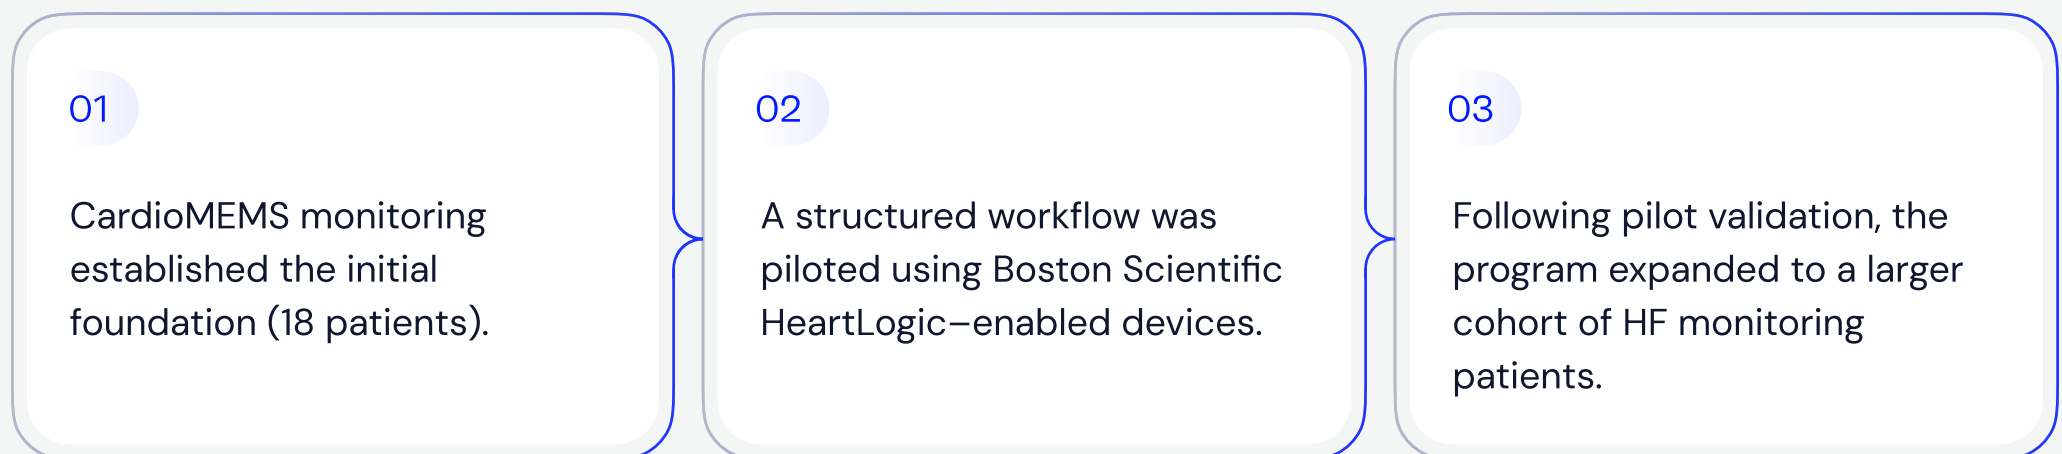 01
CardioMEMS monitoring
established the initial
foundation (18 patients).
02
A structured workflow was
piloted using Boston Scientific
HeartLogic–enabled devices.
03
Following pilot validation, the
program expanded to a larger
cohort of HF monitoring
patients.